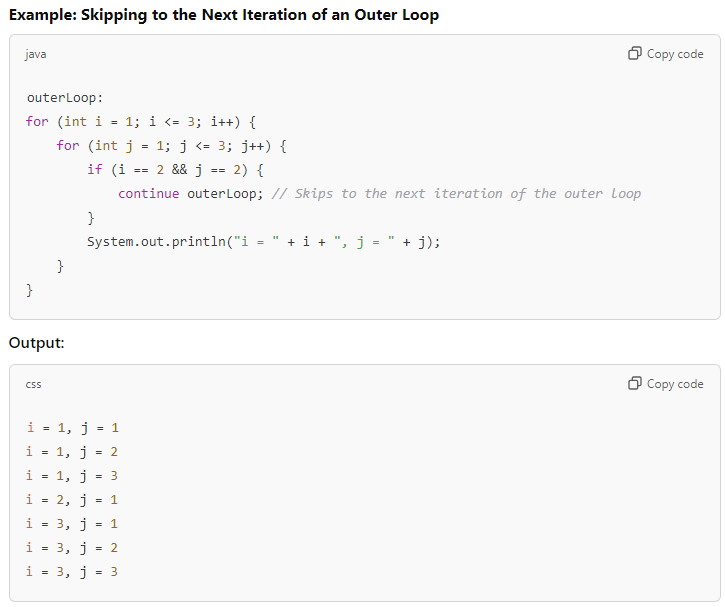 Example: Skipping to the Next Iteration of an Outer Loop
java
Copy code
outerLoop:
for (int i = 1; i <= 3; i++) {
    for (int j = 1; j <= 3; j++) {
        if (i == 2 && j == 2) {
            continue outerLoop; // Skips to the next iteration of the outer loop
        }
        System.out.println("i = " + i + ", j = " + j);
    }
}
Output:
css
Copy code
i = 1, j = 1
i = 1, j = 2
i = 1, j = 3
i = 2, j = 1
i = 3, j = 1
i = 3, j = 2
i = 3, j = 3